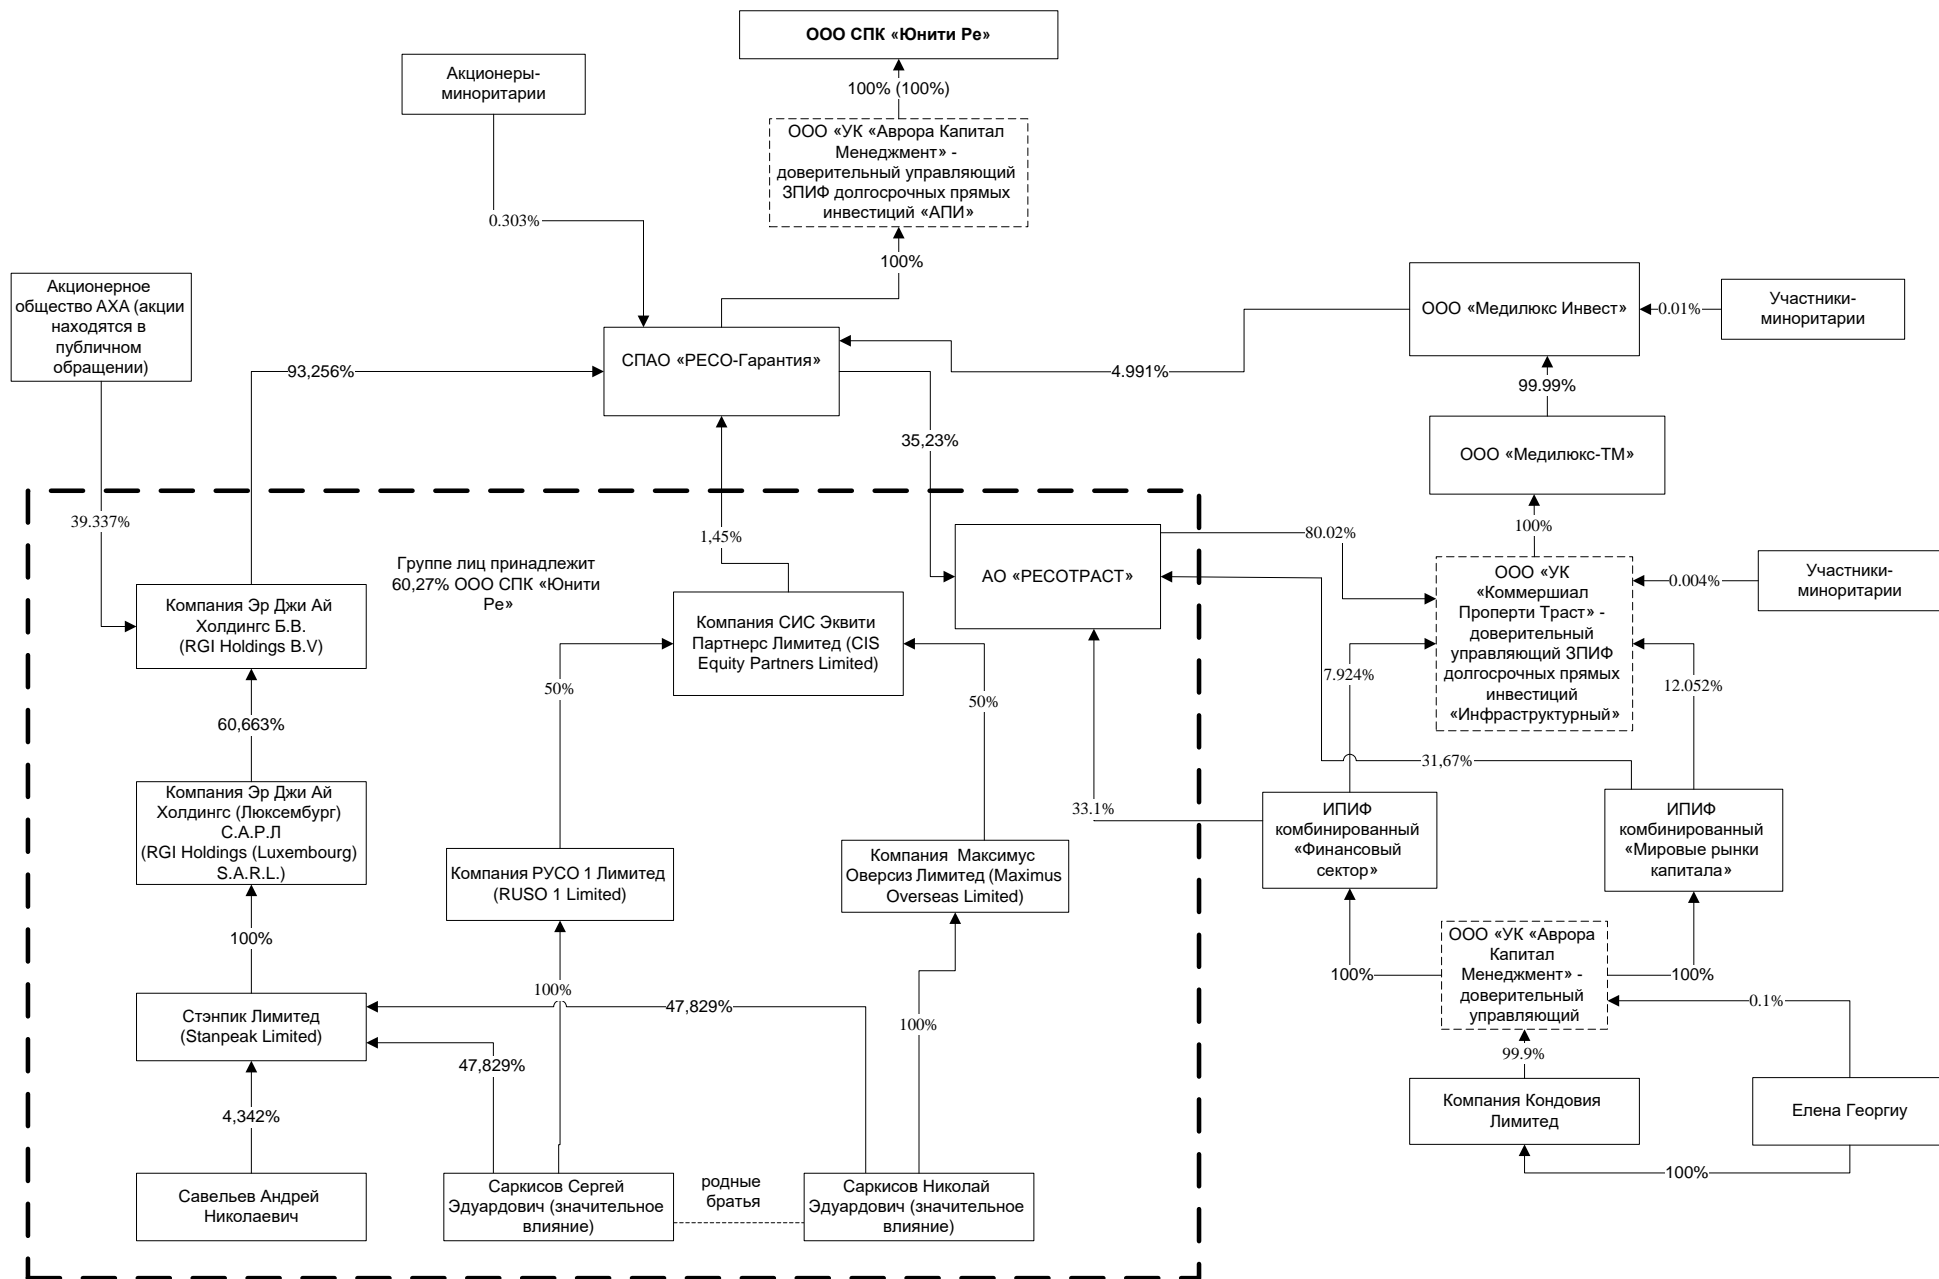 ООО СПК «Юнити Ре»
Акционеры-
миноритарии
100% (100%)
ООО «УК «Аврора Капитал
Менеджмент» -
доверительный управляющий
ЗПИФ долгосрочных прямых
инвестиций «АПИ»
0.303%
100%
Акционерное
общество АХА (акции
находятся в
публичном
обращении)
ООО «Медилюкс Инвест»
0.01%
Участники-
миноритарии
СПАО «РЕСО-Гарантия»
93,256%
4.991%
99.99%
35,23%
ООО «Медилюкс-ТМ»
39.337%
1,45%
100%
80.02%
Группе лиц принадлежит
60,27% ООО СПК «Юнити
Ре»
АО «РЕСОТРАСТ»
ООО «УК
«Коммершиал
Проперти Траст» -
доверительный
управляющий ЗПИФ
долгосрочных прямых
инвестиций
«Инфраструктурный»
0.004%
Участники-
миноритарии
Компания Эр Джи Ай
Холдингс Б.В.
(RGI Holdings B.V)
Компания СИС Эквити
Партнерс Лимитед (CIS
Equity Partners Limited)
50%
50%
7.924%
12.052%
60,663%
31,67%
33.1%
Компания Эр Джи Ай
Холдингс (Люксембург)
С.А.Р.Л
(RGI Holdings (Luxembourg)
S.A.R.L.)
ИПИФ
комбинированный
«Финансовый
сектор»
ИПИФ
комбинированный
«Мировые рынки
капитала»
Компания РУСО 1 Лимитед
(RUSO 1 Limited)
Компания Максимус
Оверсиз Лимитед (Maximus
Overseas Limited)
100%
ООО «УК «Аврора
Капитал
Менеджмент» -
доверительный
управляющий
100%
100%
100%
47,829%
0.1%
Стэнпик Лимитед
(Stanpeak Limited)
100%
47,829%
99.9%
4,342%
Компания Кондовия
Лимитед
Елена Георгиу
100%
Савельев Андрей
Николаевич
Саркисов Сергей
Эдуардович (значительное
влияние)
родные
братья
Саркисов Николай
Эдуардович (значительное
влияние)